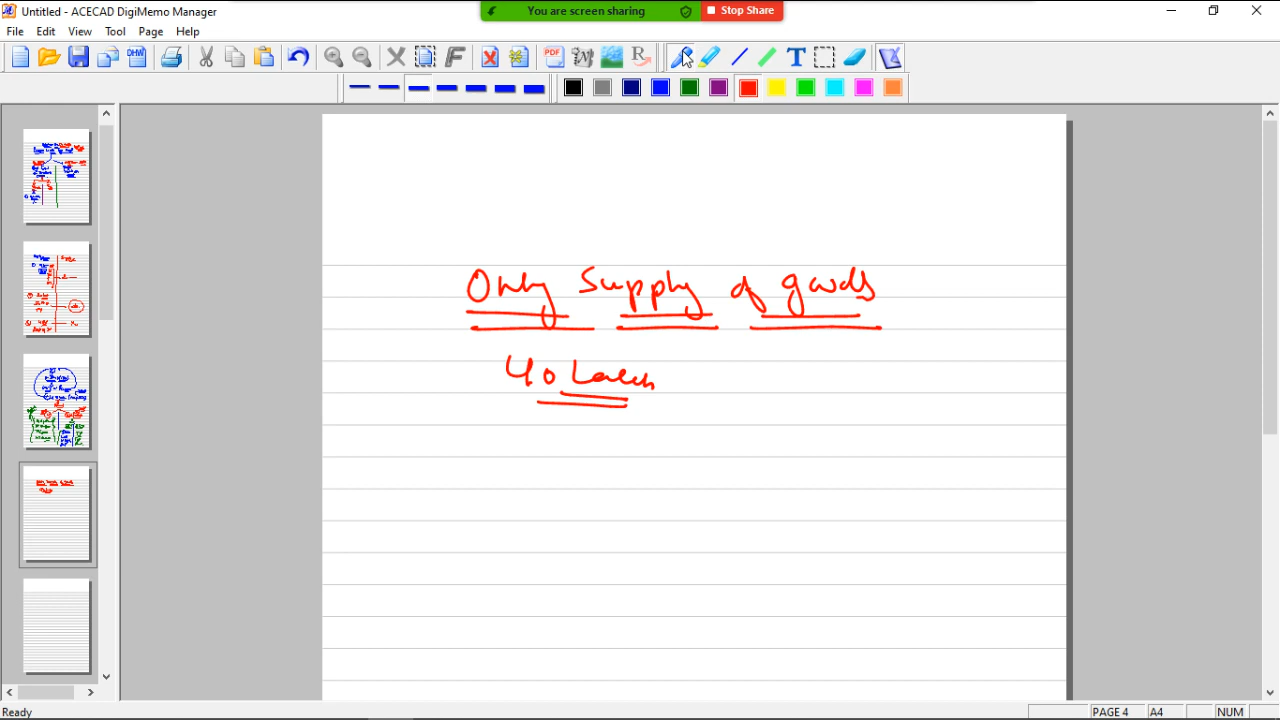 Untitled - ACECAD DigiMemo Manager
You are screen sharing
Stop Share
File Edit View Tool Page Help
Only Supply of goods
40 Lakh
Ready
PAGE 4 A4 NUM